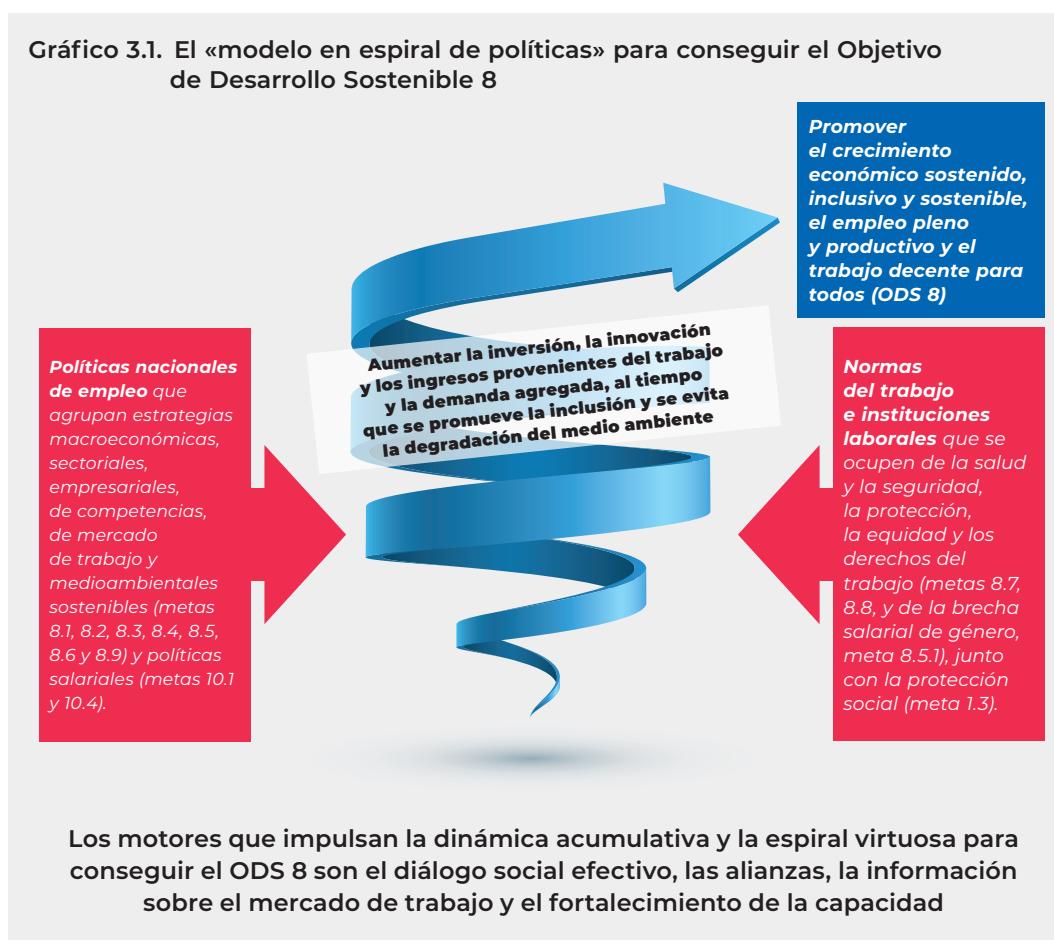 Gráfico 3.1. El «modelo en espiral de políticas» para conseguir el Objetivo
de Desarrollo Sostenible 8
Promover
el crecimiento
económico sostenido,
inclusivo y sostenible,
el empleo pleno
y productivo y el
trabajo decente para
todos (ODS 8)
Aumentar la inversión, la innovación
y los ingresos provenientes del trabajo
y la demanda agregada, al tiempo
que se promueve la inclusión y se evita
la degradación del medio ambiente
Políticas nacionales
de empleo que
agrupan estrategias
macroeconómicas,
sectoriales,
empresariales,
de competencias,
de mercado
de trabajo y
medioambientales
sostenibles (metas
8.1, 8.2, 8.3, 8.4, 8.5,
8.6 y 8.9) y políticas
salariales (metas 10.1
y 10.4).
Normas
del trabajo
e instituciones
laborales que se
ocupen de la salud
y la seguridad,
la protección,
la equidad y los
derechos del
trabajo (metas 8.7,
8.8, y de la brecha
salarial de género,
meta 8.5.1), junto
con la protección
social (meta 1.3).
Los motores que impulsan la dinámica acumulativa y la espiral virtuosa para
conseguir el ODS 8 son el diálogo social efectivo, las alianzas, la información
sobre el mercado de trabajo y el fortalecimiento de la capacidad